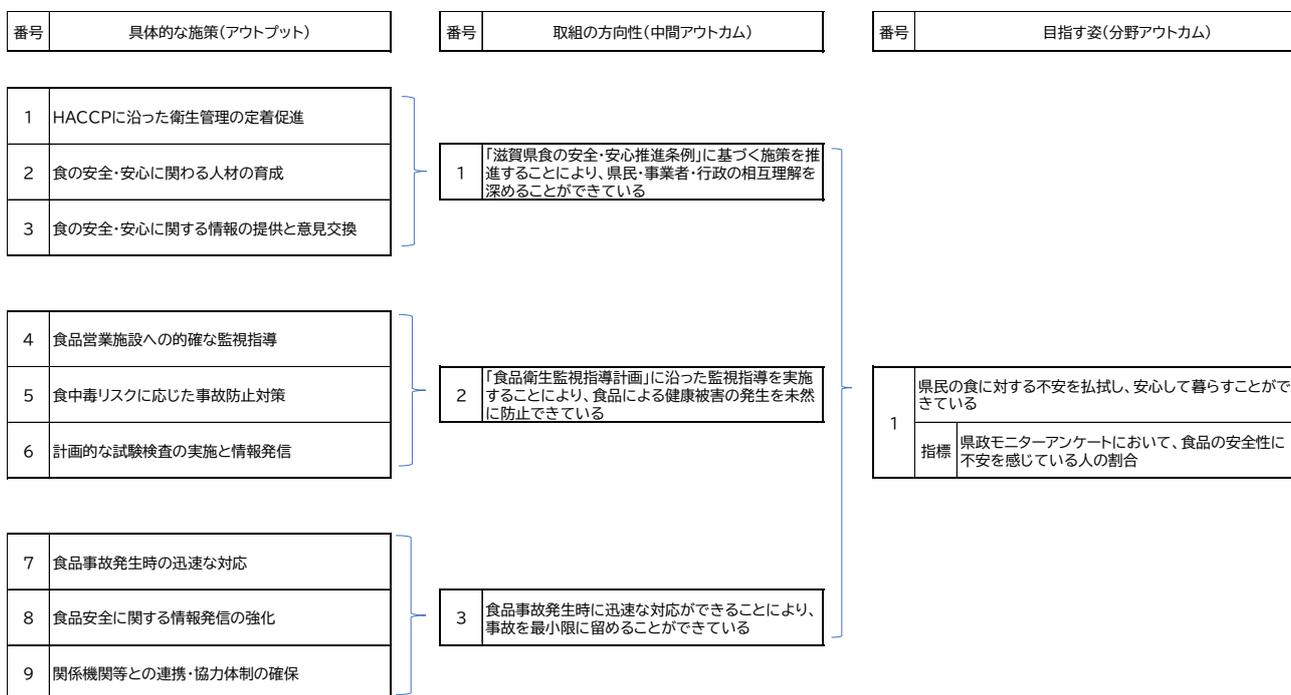 番号 具体的な施策(アウトプット)
番号 取組の方向性(中間アウトカム)
番号 目指す姿(分野アウトカム)
1 HACCPに沿った衛生管理の定着促進
2 食の安全・安心に関わる人材の育成
3 食の安全・安心に関する情報の提供と意見交換
1 「滋賀県食の安全・安心推進条例」に基づく施策を推
進することにより、県民・事業者・行政の相互理解を
深めることができている
4 食品営業施設への的確な監視指導
5 食中毒リスクに応じた事故防止対策
6 計画的な試験検査の実施と情報発信
2 「食品衛生監視指導計画」に沿った監視指導を実施
することにより、食品による健康被害の発生を未然
に防止できている
7 食品事故発生時の迅速な対応
8 食品安全に関する情報発信の強化
9 関係機関等との連携・協力体制の確保
3 食品事故発生時に迅速な対応ができることにより、
事故を最小限に留めることができている
1 県民の食に対する不安を払拭し、安心して暮らすことがで
きている
指標 県政モニターアンケートにおいて、食品の安全性に
不安を感じている人の割合